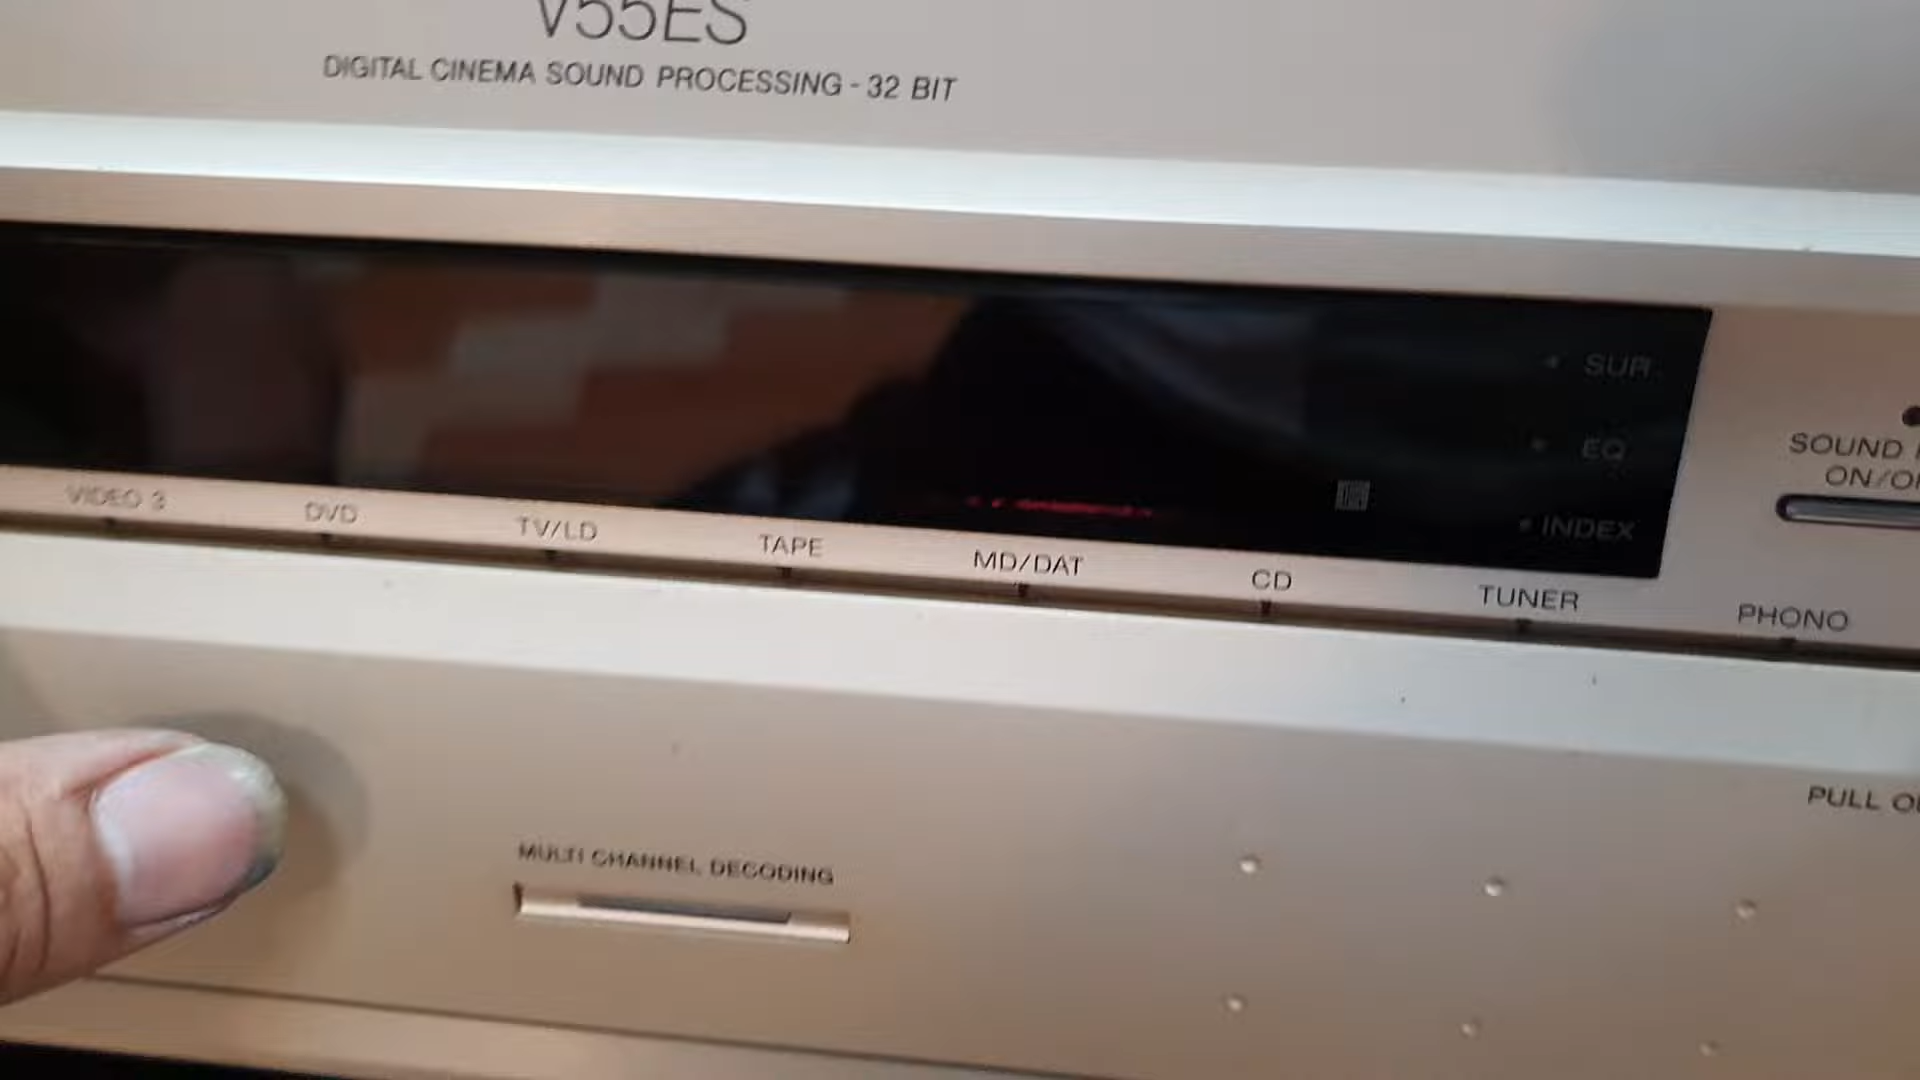 V55ES
DIGITAL CINEMA SOUND PROCESSING - 32 BIT
SUR
EQ
INDEX
SOUND
ON/O
VIDEO 3
DVD
TV/LD
TAPE
MD/DAT
CD
TUNER
PHONO
PULL O
MULTI CHANNEL DECODING